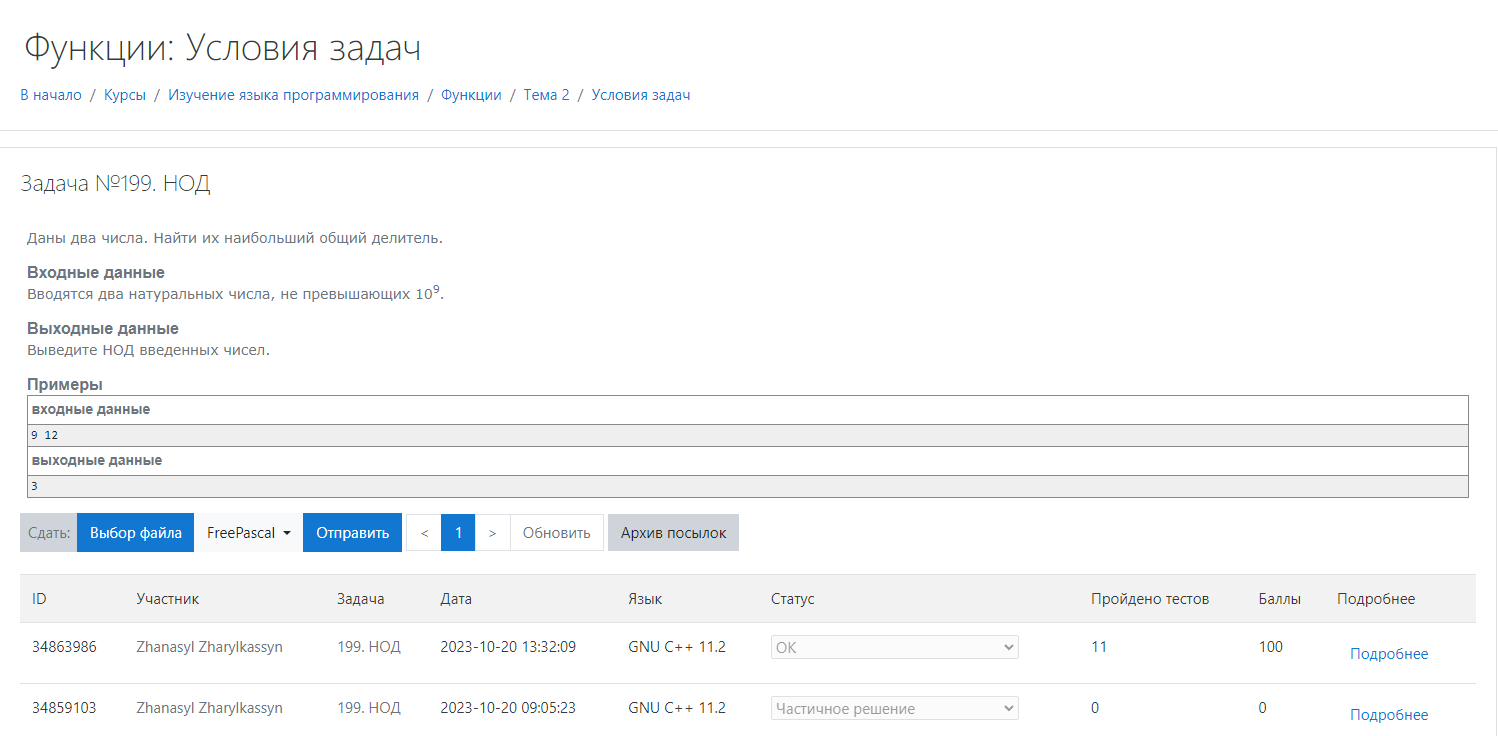 Функции: Условия задач
В начало / Курсы / Изучение языка программирования / Функции / Тема 2 / Условия задач
Задача №199. НОД
Даны два числа. Найти их наибольший общий делитель.
Входные данные
Вводятся два натуральных числа, не превышающих 10⁹.
Выходные данные
Выведите НОД введенных чисел.
Примеры
входные данные
9 12
выходные данные
3
Сдать: Выбор файла FreePascal Отправить < 1 > Обновить Архив посылок
ID Участник Задача Дата Язык Статус Пройдено тестов Баллы Подробнее
34863986 Zhanasyl Zharylkassyn 199. НОД 2023-10-20 13:32:09 GNU C++ 11.2 OK 11 100 Подробнее
34859103 Zhanasyl Zharylkassyn 199. НОД 2023-10-20 09:05:23 GNU C++ 11.2 Частичное решение 0 0 Подробнее